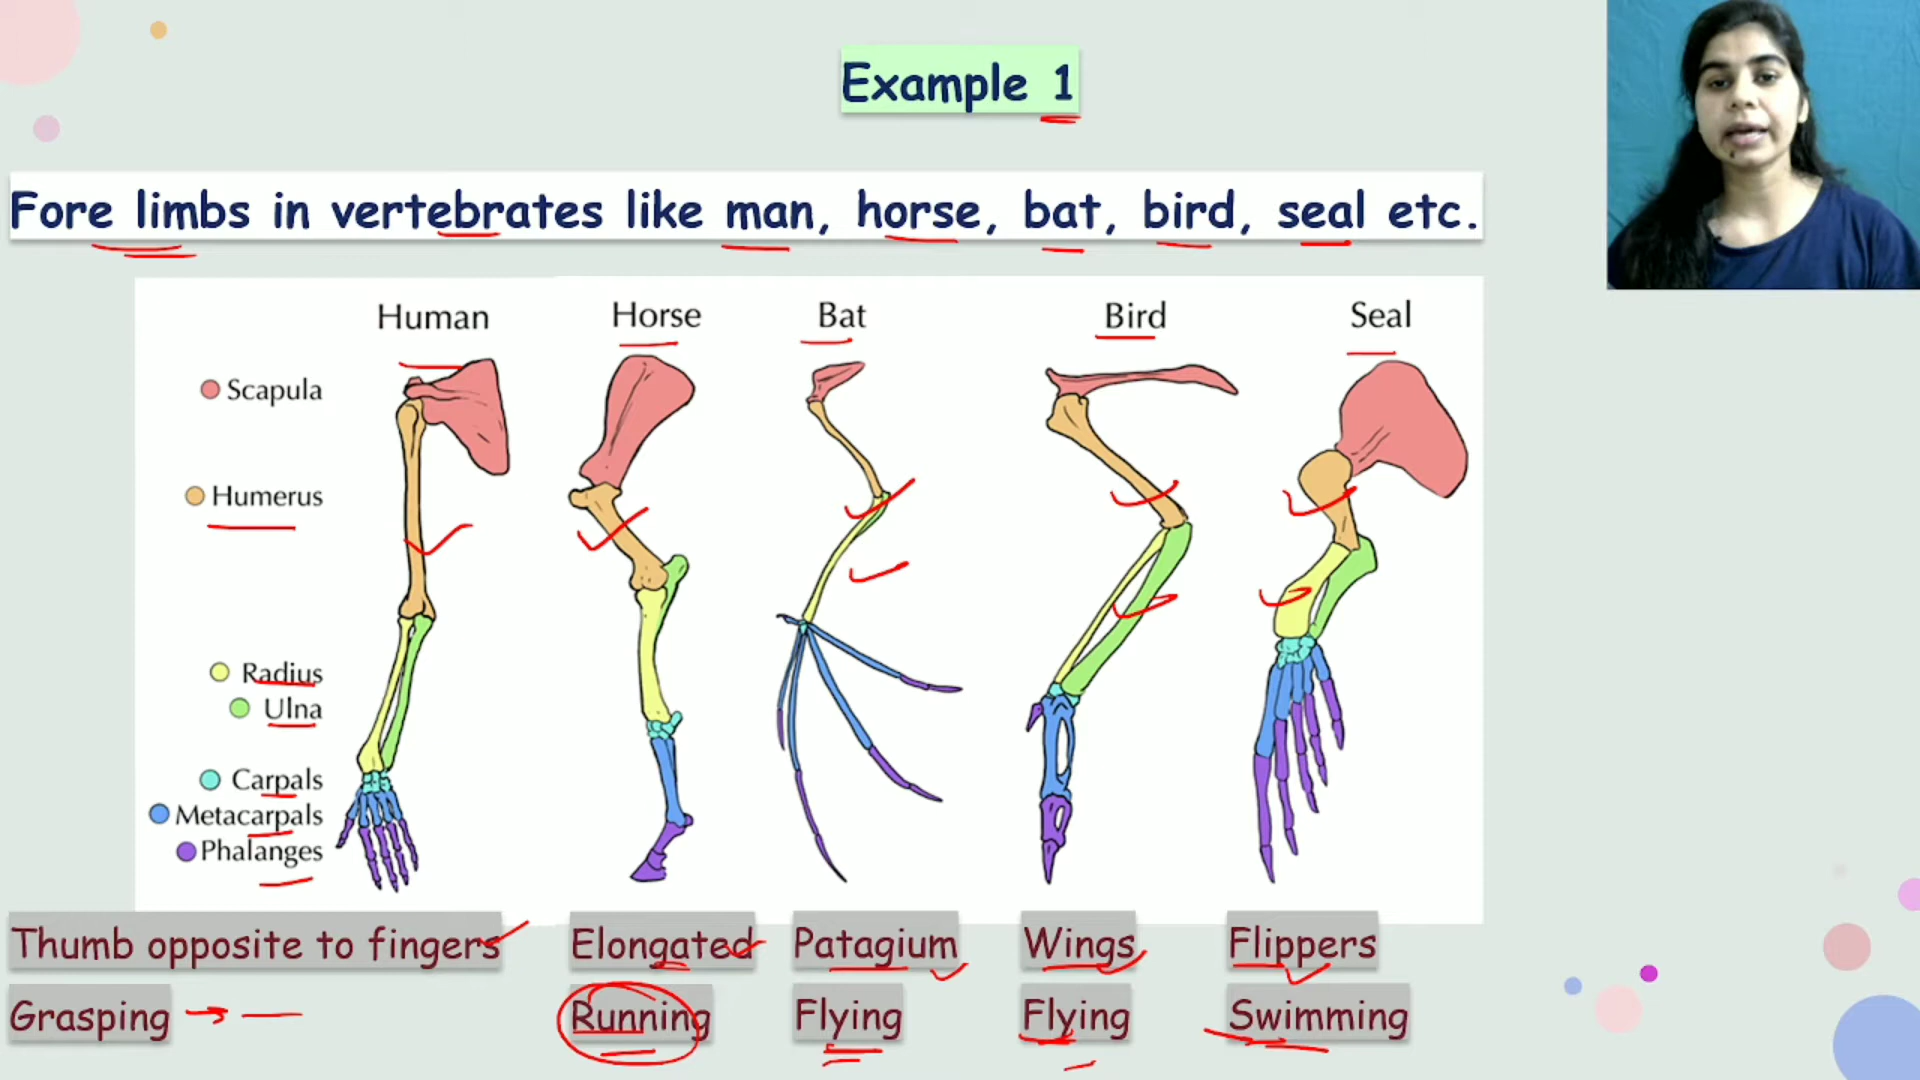 Example 1
Fore limbs in vertebrates like man, horse, bat, bird, seal etc.
Human Horse Bat Bird Seal
Scapula
Humerus
Radius
Ulna
Carpals
Metacarpals
Phalanges
Thumb opposite to fingers Elongated Patagium Wings Flippers
Grasping Running Flying Flying Swimming